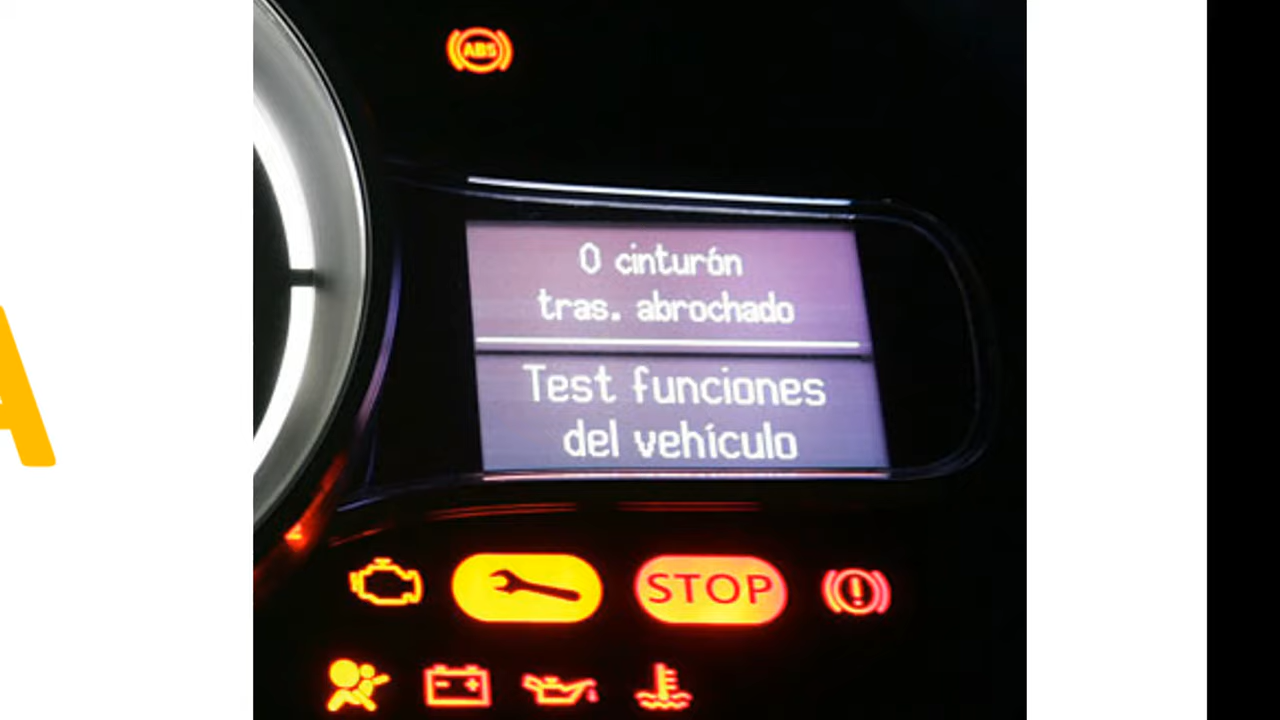 A
ABS
0 cinturón
tras. abrochado
Test funciones
del vehículo
STOP